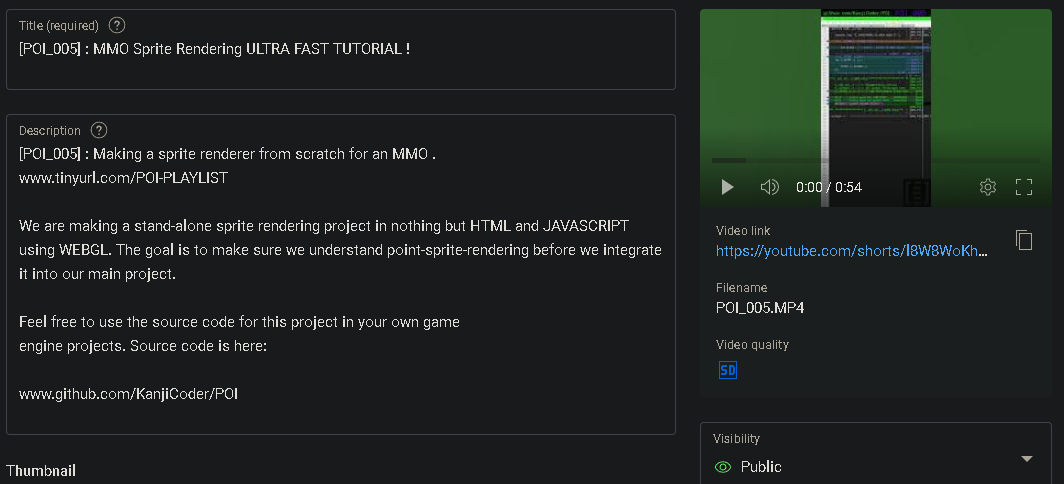 Title (required) ?
[POI_005] : MMO Sprite Rendering ULTRA FAST TUTORIAL !
Description ?
[POI_005] : Making a sprite renderer from scratch for an MMO .
www.tinyurl.com/POI-PLAYLIST
We are making a stand-alone sprite rendering project in nothing but HTML and JAVASCRIPT
using WEBGL. The goal is to make sure we understand point-sprite-rendering before we integrate
it into our main project.
Feel free to use the source code for this project in your own game
engine projects. Source code is here:
www.github.com/KanjiCoder/POI
Thumbnail
0:00 / 0:54
Video link
https://youtube.com/shorts/l8W8WoKh...
Filename
POI_005.MP4
Video quality
SD
Visibility
Public